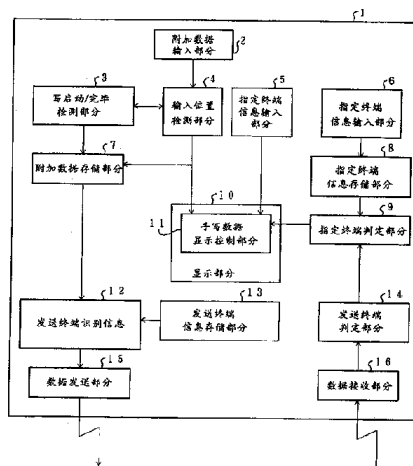 1
附加数据
输入部分
2
3
写启动/完毕
检测部分
4
输入位置
检测部分
5
指定终端
信息输入
部分
6
指定终端
信息输入部分
7
附加数据存储部分
8
指定终端
信息存储部分
9
指定终端判定部分
10
11
手写数据
显示控制部分
显示部分
12
发送终端识别信息
13
发送终端
信息存储部分
14
发送终端
判定部分
15
数据发送部分
16
数据接收部分